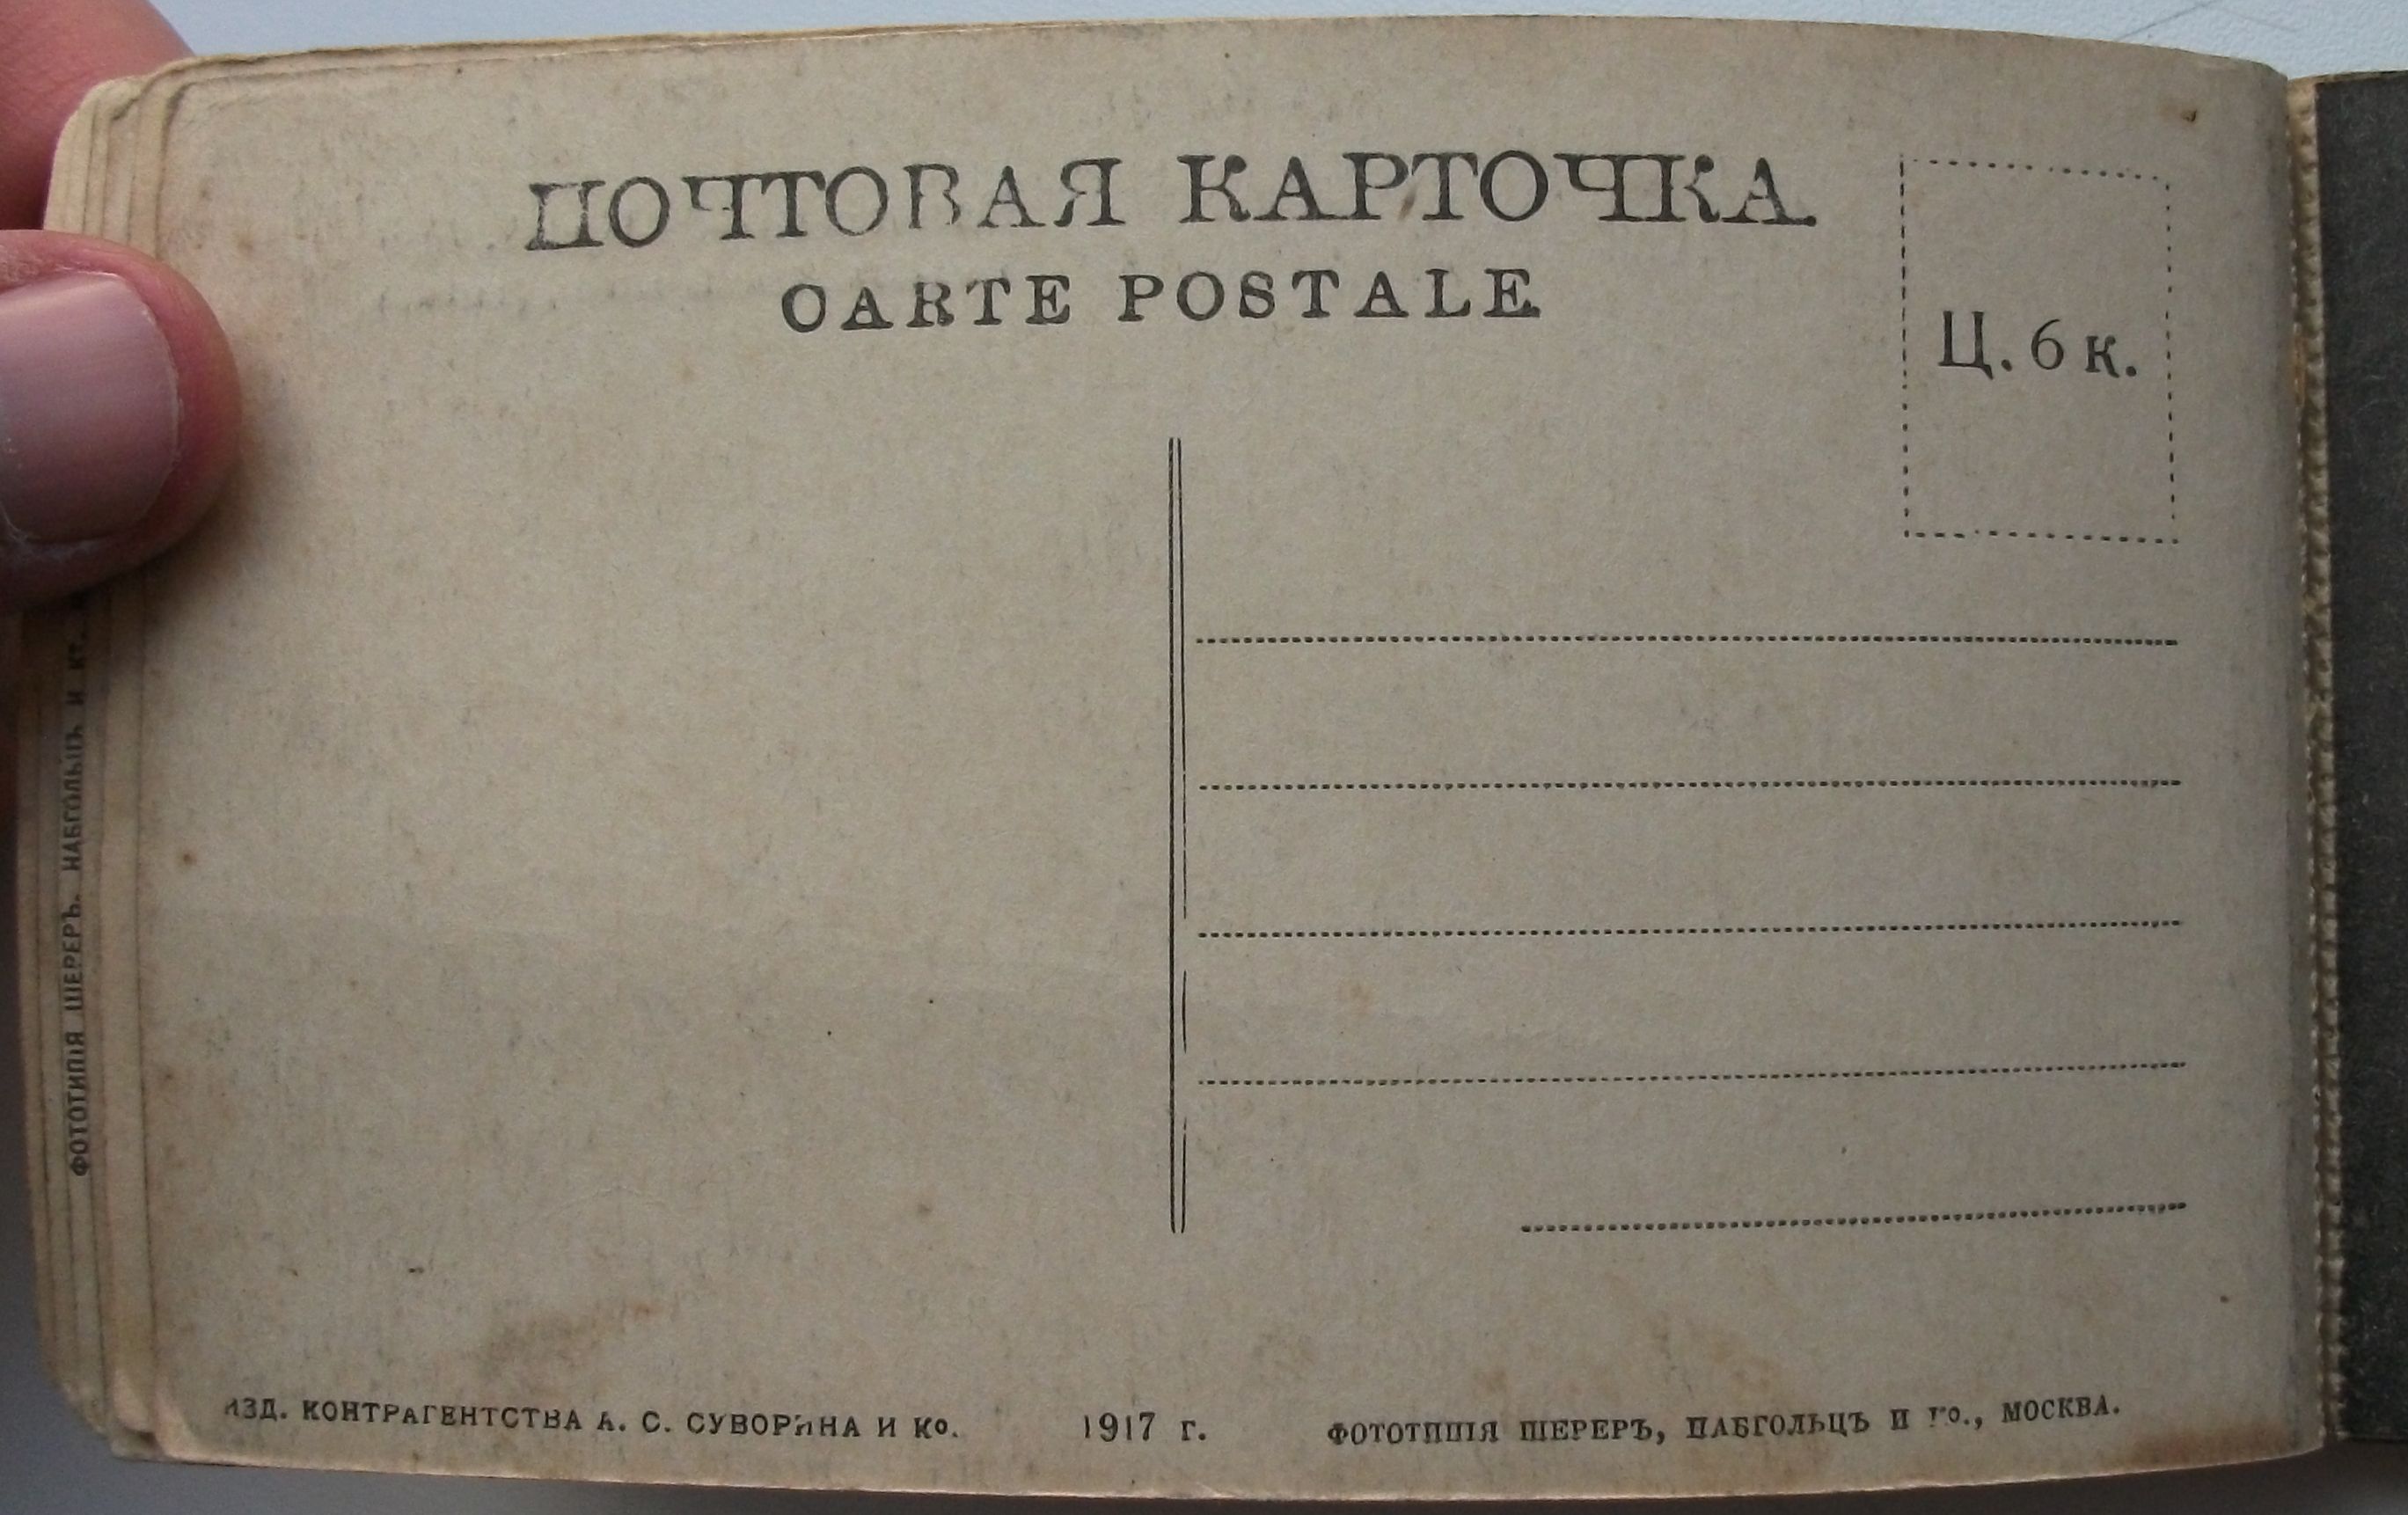 ПОЧТОВАЯ КАРТОЧКА.
CARTE POSTALE
Ц. 6 к.
ИЗД. КОНТРАГЕНТСТВА А. С. СУВОРИНА И Ко.
1917 г.
ФОТОТИПІЯ ШЕРЕРЪ, НАБГОЛЬЦЪ И Ко., МОСКВА.
ФОТОТИПІЯ ШЕРЕРЪ. НАБГОЛЬЦЪ И К